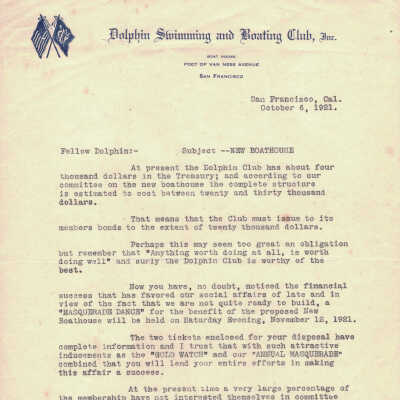 Dolphin Swimming and Boating Club, Inc.
BOAT HOUSE
FOOT OF VAN NESS AVENUE
SAN FRANCISCO
San Francisco, Cal.
October 6, 1921.
Fellow Dolphin:- Subject --NEW BOATHOUSE
At present the Dolphin Club has about four
thousand dollars in the Treasury; and according to our
committee on the new boathouse the complete structure
is estimated to cost between twenty and thirty thousand
dollars.
That means that the Club must issue to its
members bonds to the extent of twenty thousand dollars.
Perhaps this may seem too great an obligation
but remember that "Anything worth doing at all, is worth
doing well" and surly the Dolphin Club is worthy of the
best.
Now you have, no doubt, noticed the financial
success that has favored our social affairs of late and in
view of the fact that we are not quite ready to build, a
"MASQUERADE DANCE" for the benefit of the proposed New
Boathouse will be held on Saturday Evening, November 12, 1921.
The two tickets enclosed for your disposal have
complete information and I trust that with such attractive
inducements as the "GOLD WATCH" and our "ANNUAL MASQUERADE"
combined that you will lend your entire efforts in making
this affair a success.
At the present time a very large percentage of
the membership have not interested themselves in committee